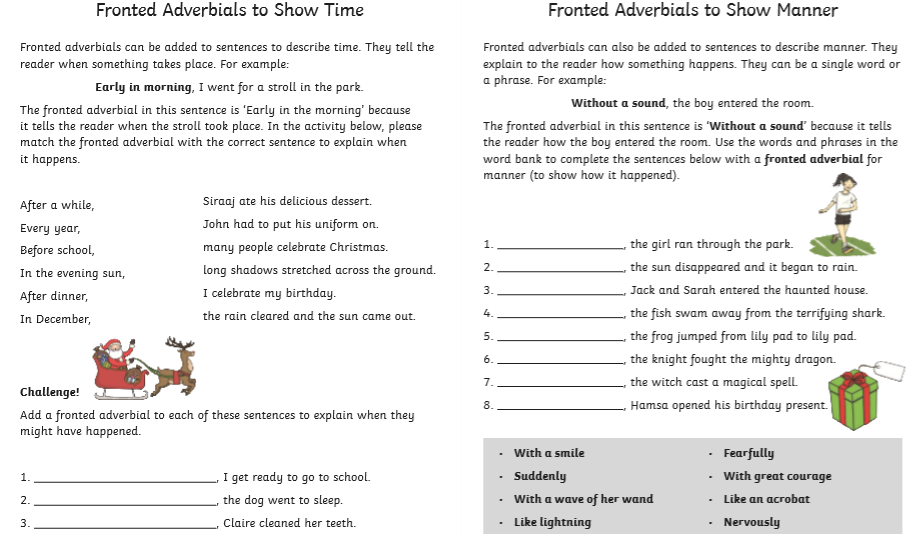 Fronted Adverbials to Show Time
Fronted adverbials can be added to sentences to describe time. They tell the
reader when something takes place. For example:
Early in morning, I went for a stroll in the park.
The fronted adverbial in this sentence is ‘Early in the morning’ because
it tells the reader when the stroll took place. In the activity below, please
match the fronted adverbial with the correct sentence to explain when
it happens.
After a while,
Every year,
Before school,
In the evening sun,
After dinner,
In December,
Siraaj ate his delicious dessert.
John had to put his uniform on.
many people celebrate Christmas.
long shadows stretched across the ground.
I celebrate my birthday.
the rain cleared and the sun came out.
Challenge!
Add a fronted adverbial to each of these sentences to explain when they
might have happened.
1. ____________________, I get ready to go to school.
2. ____________________, the dog went to sleep.
3. ____________________, Claire cleaned her teeth.
Fronted Adverbials to Show Manner
Fronted adverbials can also be added to sentences to describe manner. They
explain to the reader how something happens. They can be a single word or
a phrase. For example:
Without a sound, the boy entered the room.
The fronted adverbial in this sentence is ‘Without a sound’ because it tells
the reader how the boy entered the room. Use the words and phrases in the
word bank to complete the sentences below with a fronted adverbial for
manner (to show how it happened).
1. ____________________, the girl ran through the park.
2. ____________________, the sun disappeared and it began to rain.
3. ____________________, Jack and Sarah entered the haunted house.
4. ____________________, the fish swam away from the terrifying shark.
5. ____________________, the frog jumped from lily pad to lily pad.
6. ____________________, the knight fought the mighty dragon.
7. ____________________, the witch cast a magical spell.
8. ____________________, Hamsa opened his birthday present.
• With a smile
• Suddenly
• With a wave of her wand
• Like lightning
• Fearfully
• With great courage
• Like an acrobat
• Nervously